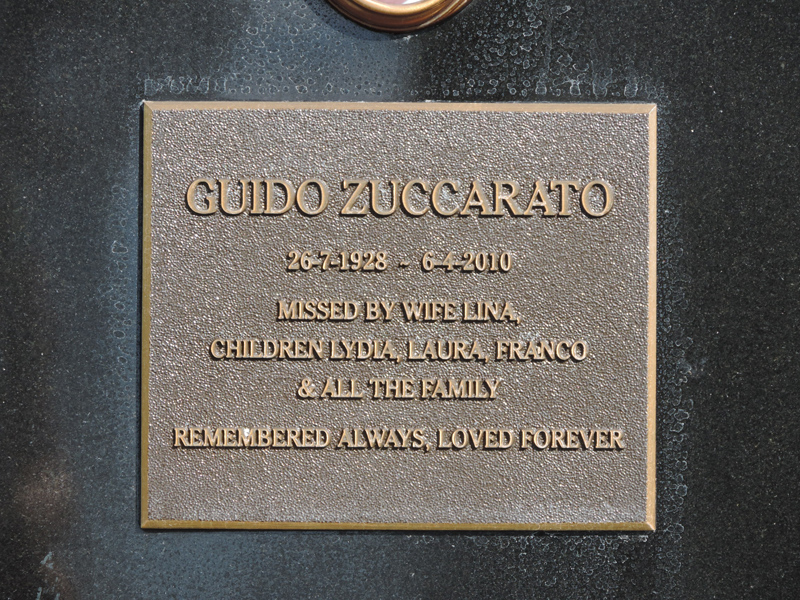 GUIDO ZUCCARATO
26-7-1928 - 6-4-2010
MISSED BY WIFE LINA,
CHILDREN LYDIA, LAURA, FRANCO
& ALL THE FAMILY
REMEMBERED ALWAYS, LOVED FOREVER